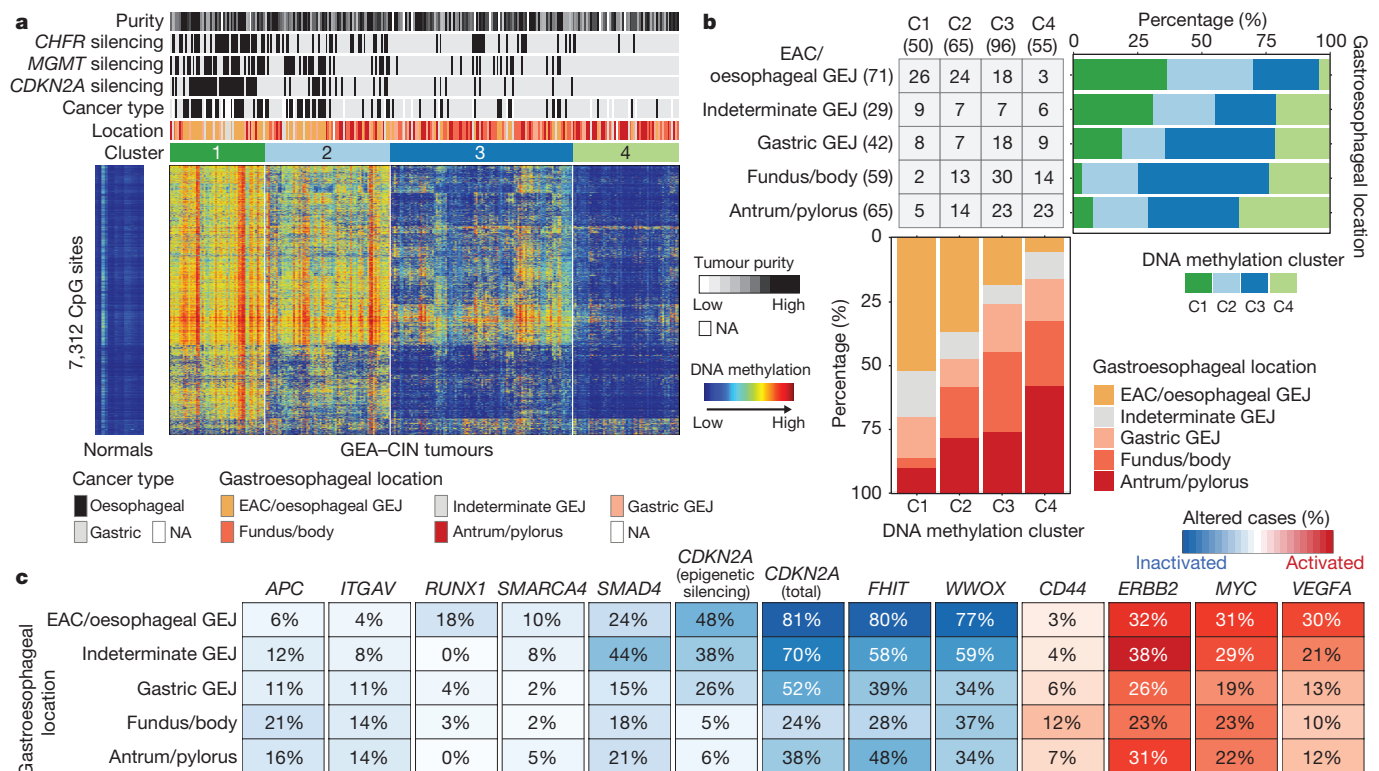 a
Purity
CHFR silencing
MGMT silencing
CDKN2A silencing
Cancer type
Location
Cluster
1 2 3 4
7,312 CpG sites
Normals
GEA–CIN tumours
Tumour purity
Low High
NA
DNA methylation
Low High
Cancer type
Oesophageal
Gastric NA
Gastroesophageal location
EAC/oesophageal GEJ Indeterminate GEJ Gastric GEJ
Fundus/body Antrum/pylorus NA
b
C1 C2 C3 C4
(50) (65) (96) (55)
EAC/
oesophageal GEJ (71) 26 24 18 3
Indeterminate GEJ (29) 9 7 7 6
Gastric GEJ (42) 8 7 18 9
Fundus/body (59) 2 13 30 14
Antrum/pylorus (65) 5 14 23 23
Percentage (%)
0 25 50 75 100
Gastroesophageal location
DNA methylation cluster
C1 C2 C3 C4
Percentage (%)
0
25
50
75
100
C1 C2 C3 C4
DNA methylation cluster
Gastroesophageal location
EAC/oesophageal GEJ
Indeterminate GEJ
Gastric GEJ
Fundus/body
Antrum/pylorus
Altered cases (%)
Inactivated Activated
c
APC ITGAV RUNX1 SMARCA4 SMAD4 CDKN2A (epigenetic silencing) CDKN2A (total) FHIT WWOX CD44 ERBB2 MYC VEGFA
Gastroesophageal
location
EAC/oesophageal GEJ 6% 4% 18% 10% 24% 48% 81% 80% 77% 3% 32% 31% 30%
Indeterminate GEJ 12% 8% 0% 8% 44% 38% 70% 58% 59% 4% 38% 29% 21%
Gastric GEJ 11% 11% 4% 2% 15% 26% 52% 39% 34% 6% 26% 19% 13%
Fundus/body 21% 14% 3% 2% 18% 5% 24% 28% 37% 12% 23% 23% 10%
Antrum/pylorus 16% 14% 0% 5% 21% 6% 38% 48% 34% 7% 31% 22% 12%